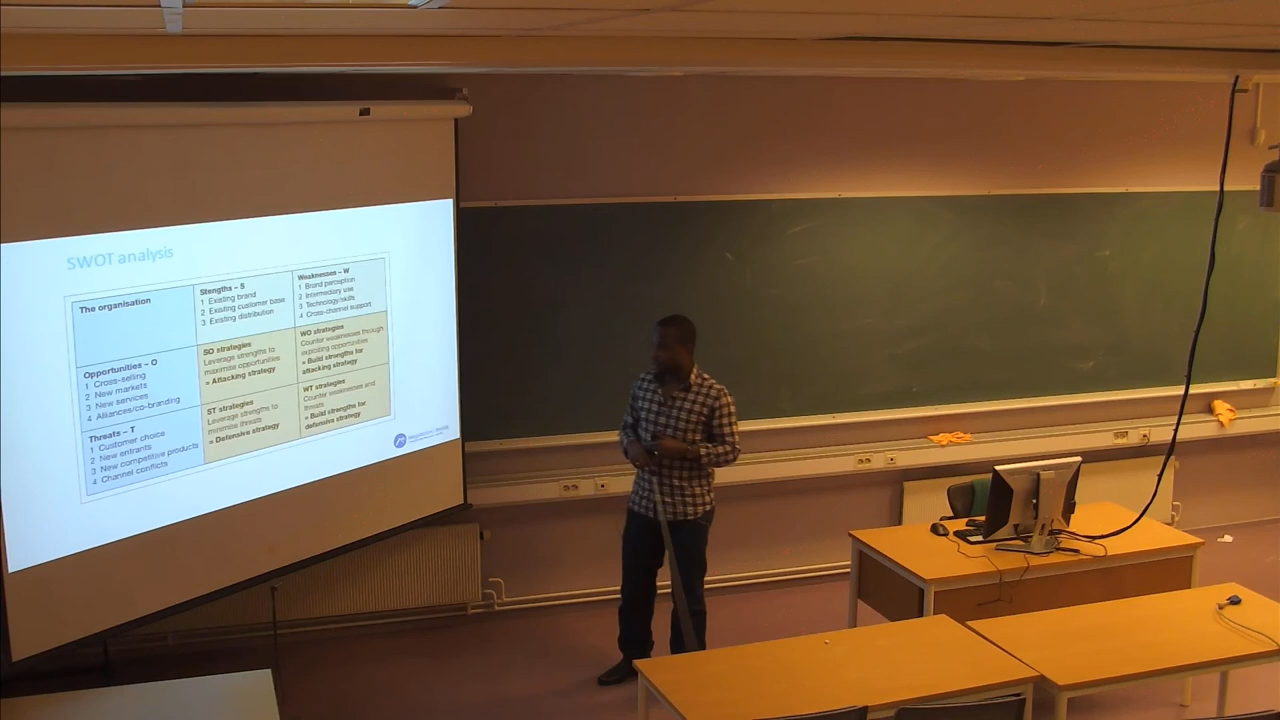 SWOT analysis
The organisation
Stengths – S
1 Existing brand
2 Existing customer base
3 Existing distribution
Weaknesses – W
1 Brand perception
2 Intermediary use
3 Technology/skills
4 Cross-channel support
Opportunities – O
1 Cross-selling
2 New markets
3 New services
4 Alliances/co-branding
SO strategies
Leverage strengths to
maximise opportunities
= Attacking strategy
WO strategies
Counter weaknesses through
exploiting opportunities
= Build strengths for
attacking strategy
Threats – T
1 Customer choice
2 New entrants
3 New competitive products
4 Channel conflicts
ST strategies
Leverage strengths to
minimise threats
= Defensive strategy
WT strategies
Counter weaknesses and
threats
= Build strengths for
defensive strategy